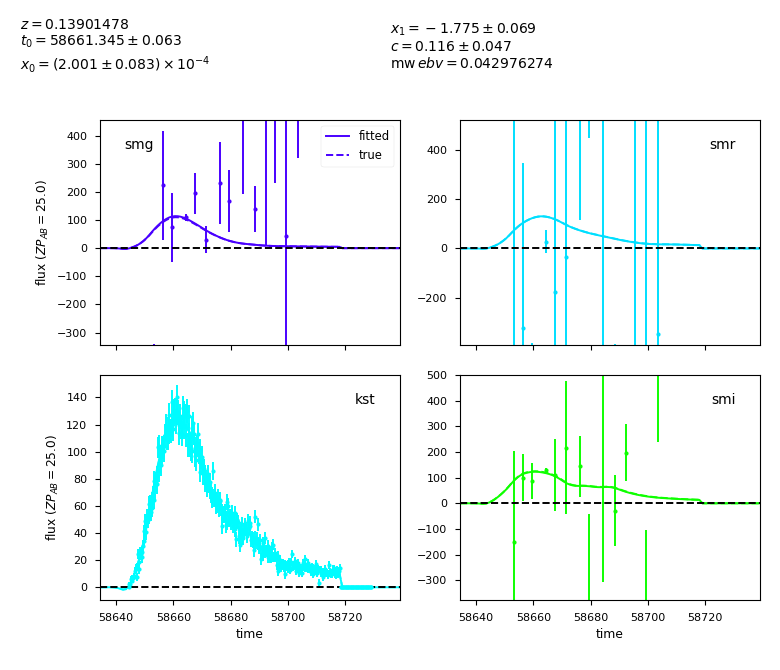 z = 0.13901478
t₀ = 58661.345 ± 0.063
x₀ = (2.001 ± 0.083) × 10⁻⁴
x₁ = −1.775 ± 0.069
c = 0.116 ± 0.047
mw ebv = 0.042976274
smg
fitted
true
400
300
200
100
0
−100
−200
−300
flux (ZP_AB = 25.0)
smr
400
200
0
−200
kst
140
120
100
80
60
40
20
0
flux (ZP_AB = 25.0)
58640 58660 58680 58700 58720
time
smi
500
400
300
200
100
0
−100
−200
−300
58640 58660 58680 58700 58720
time